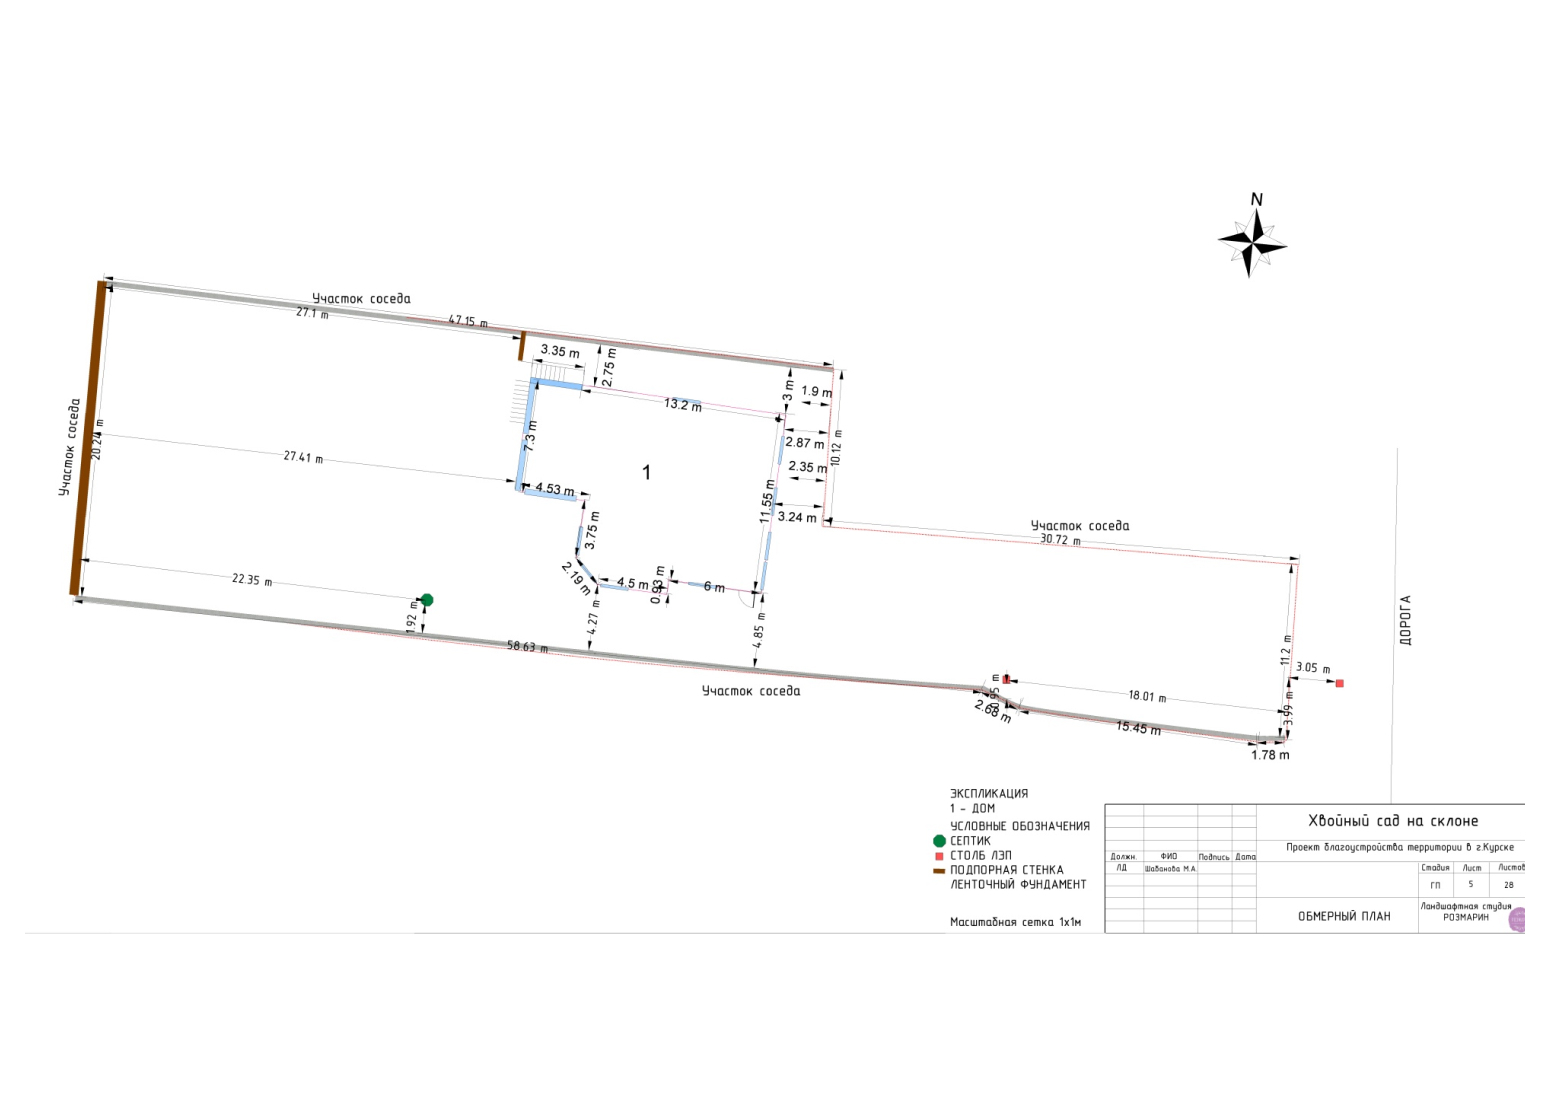 N
Участок соседа
27.1 m
47.15 m
3.35 m
2.75 m
3 m
1.9 m
13.2 m
10.12 m
7.3 m
2.87 m
Участок соседа
20.24 m
27.41 m
1
2.35 m
4.53 m
11.55 m
3.24 m
3.75 m
Участок соседа
30.72 m
2.19 m
4.5 m
0.93 m
6 m
22.35 m
1.92 m
4.27 m
4.85 m
58.63 m
ДОРОГА
11.2 m
3.05 m
Участок соседа
0.95 m
18.01 m
3.99 m
2.68 m
15.45 m
1.78 m
ЭКСПЛИКАЦИЯ
1 - ДОМ
УСЛОВНЫЕ ОБОЗНАЧЕНИЯ
СЕПТИК
СТОЛБ ЛЭП
ПОДПОРНАЯ СТЕНКА
ЛЕНТОЧНЫЙ ФУНДАМЕНТ
Масштабная сетка 1х1м
Хвойный сад на склоне
Проект благоустройства территории в г.Курске
Должн. ФИО Подпись Дата
ЛД Шабанова М.А.
Стадия Лист Листов
ГП 5 28
ОБМЕРНЫЙ ПЛАН
Ландшафтная студия
РОЗМАРИН